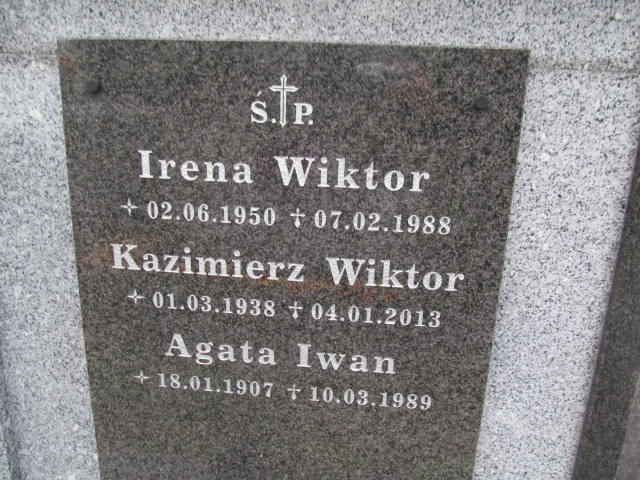 Ś.†P.
Irena Wiktor
✢ 02.06.1950 † 07.02.1988
Kazimierz Wiktor
✢ 01.03.1938 † 04.01.2013
Agata Iwan
✢ 18.01.1907 † 10.03.1989